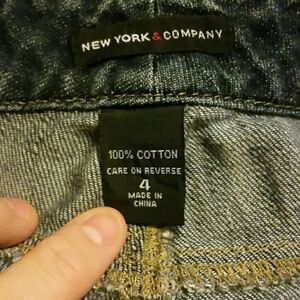 NEW YORK & COMPANY
100% COTTON
CARE ON REVERSE
4
MADE IN
CHINA